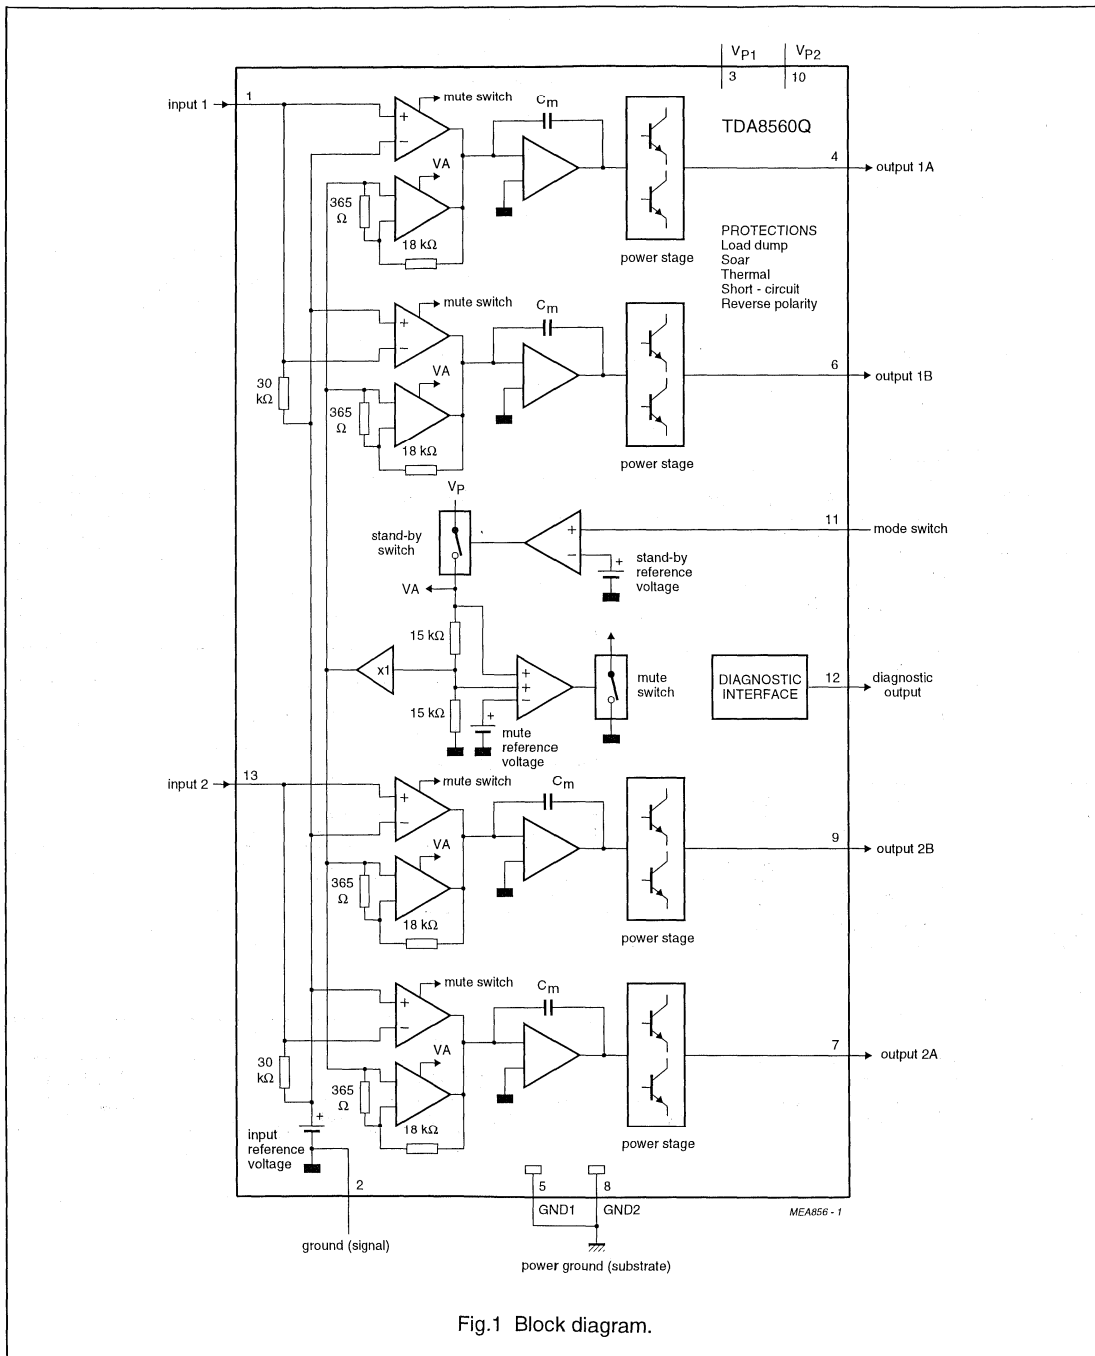 VP1
VP2
3
10
TDA8560Q
input 1
1
mute switch
+
−
VA
365
Ω
18 kΩ
Cm
power stage
4
output 1A
PROTECTIONS
Load dump
Soar
Thermal
Short - circuit
Reverse polarity
mute switch
+
−
VA
30
kΩ
365
Ω
18 kΩ
Cm
power stage
6
output 1B
VP
stand-by
switch
+
−
11
mode switch
+
stand-by
reference
voltage
VA
15 kΩ
x1
15 kΩ
+
+
−
+
mute
reference
voltage
mute
switch
DIAGNOSTIC
INTERFACE
12
diagnostic
output
input 2
13
mute switch
+
−
VA
365
Ω
18 kΩ
Cm
power stage
9
output 2B
mute switch
+
−
VA
30
kΩ
365
Ω
18 kΩ
Cm
power stage
7
output 2A
+
input
reference
voltage
2
ground (signal)
5
8
GND1
GND2
power ground (substrate)
MEA856 - 1
Fig.1 Block diagram.